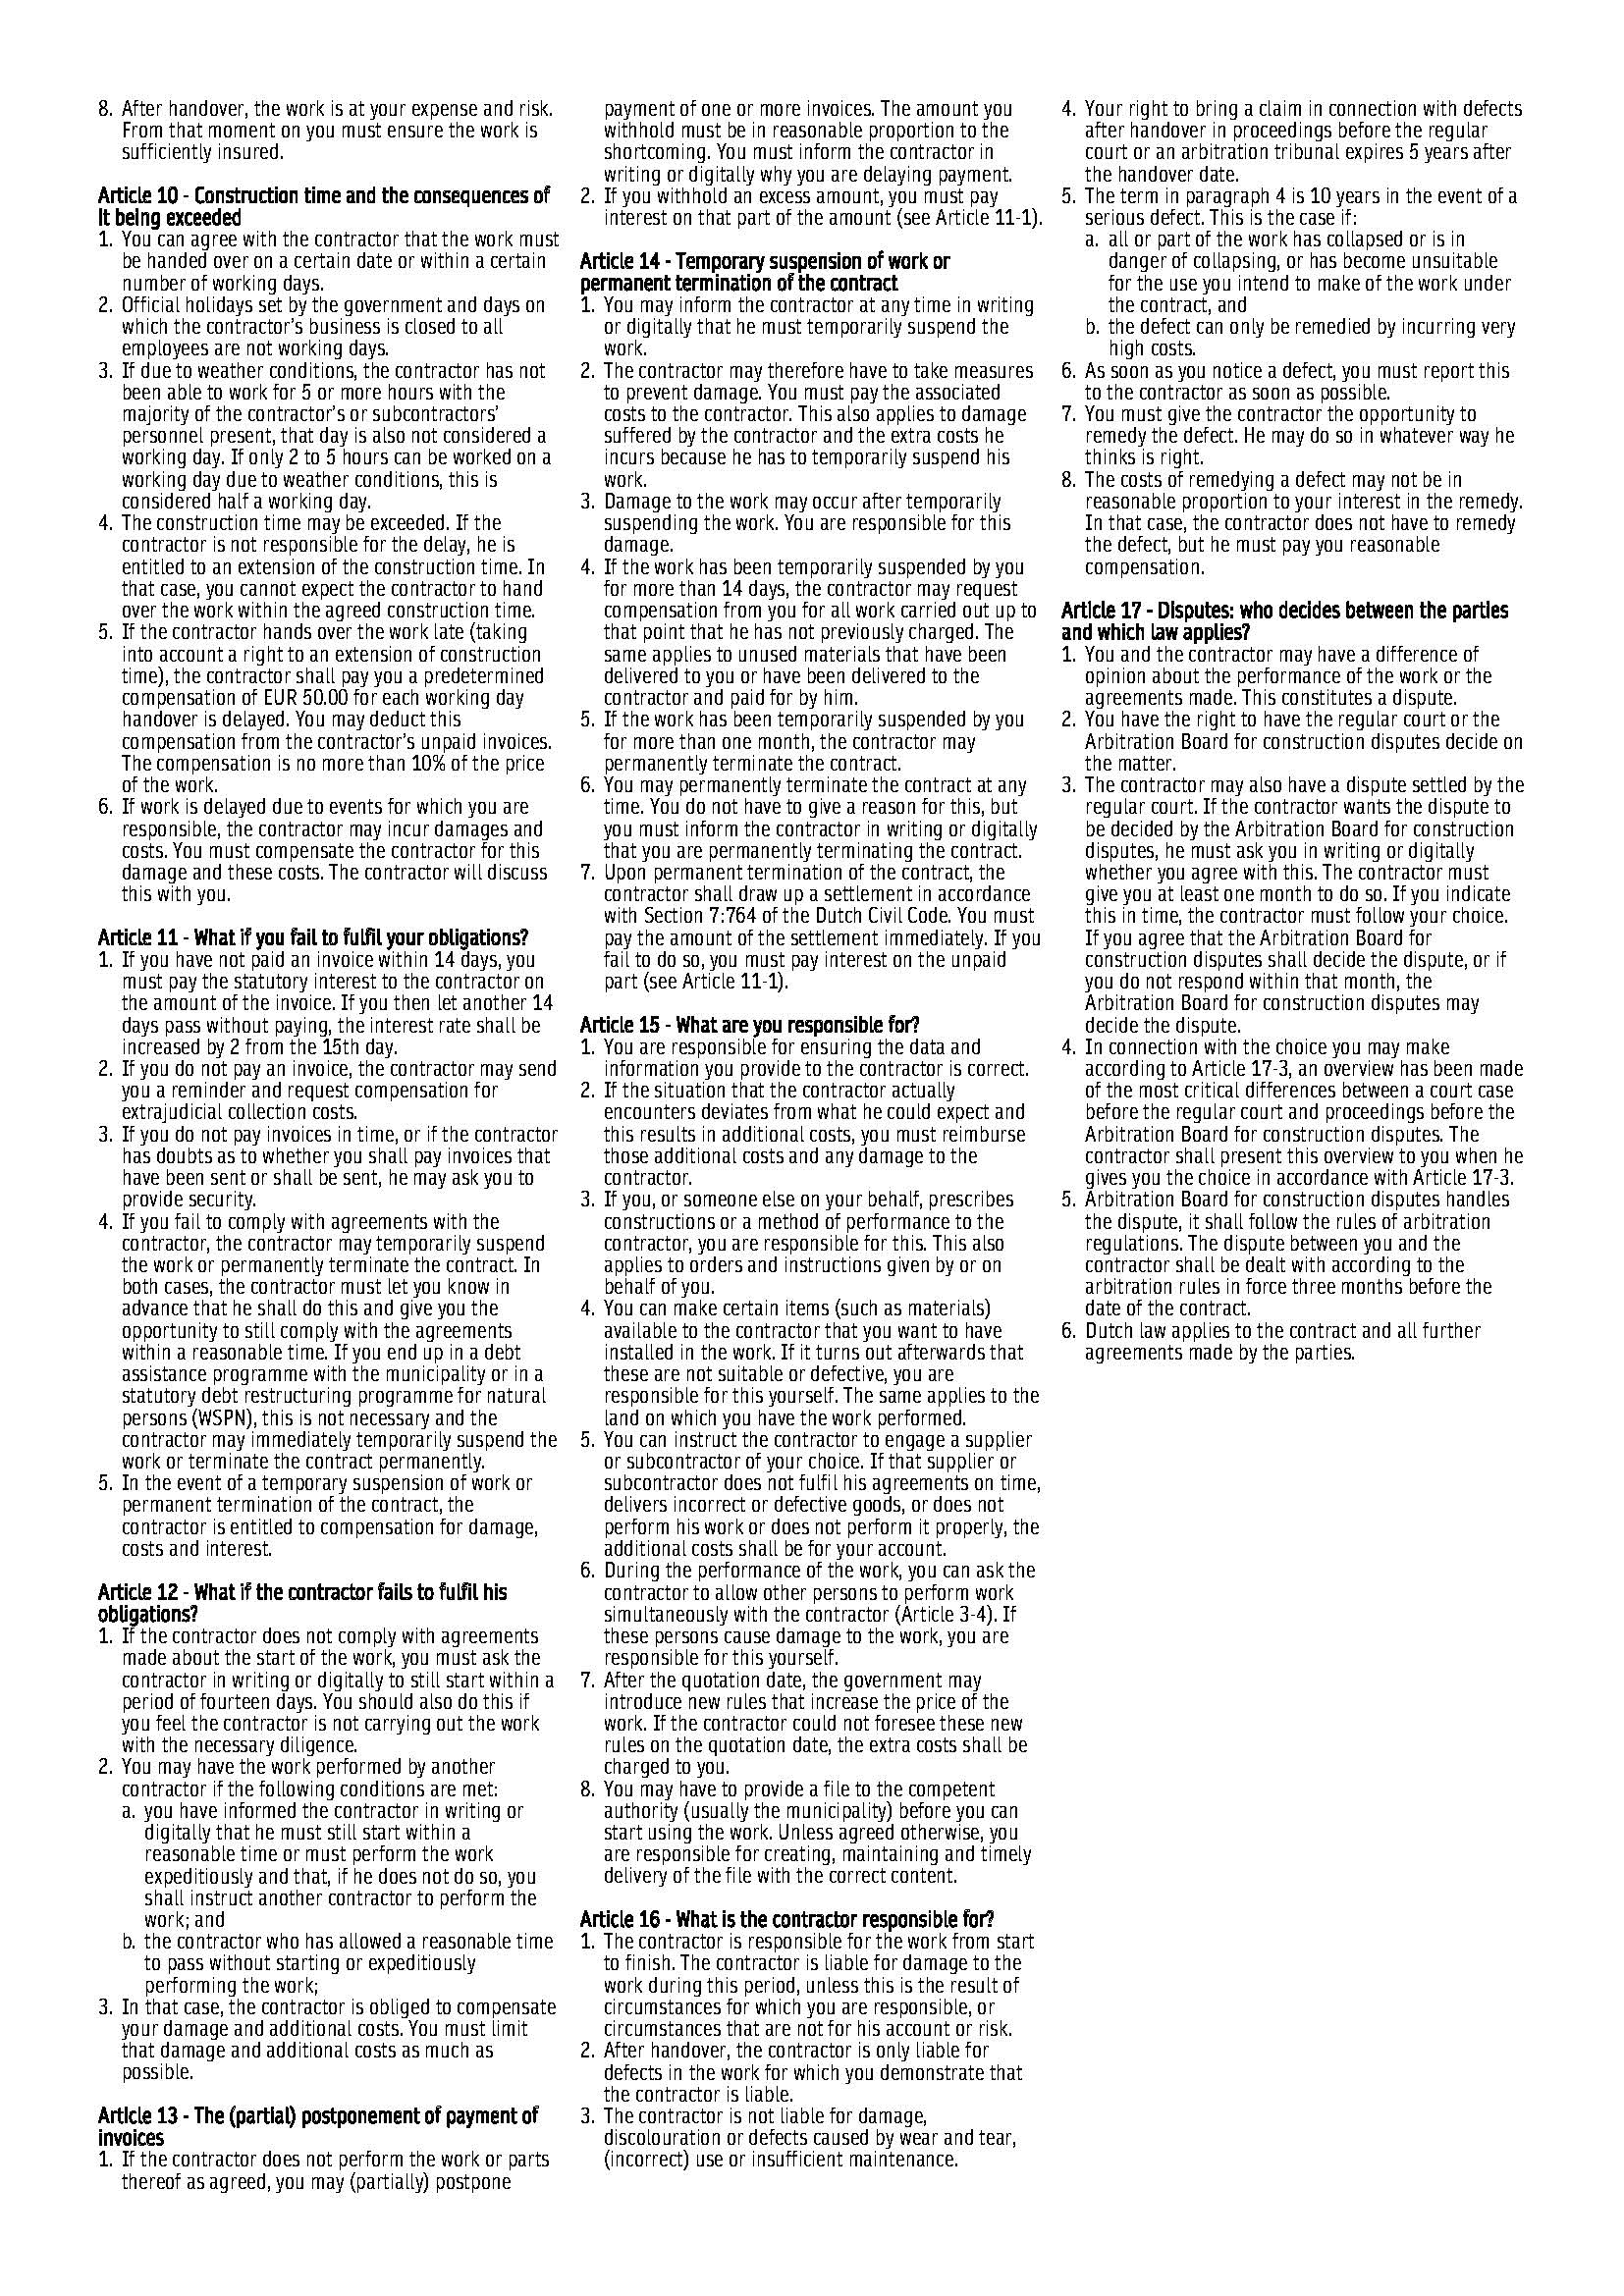 8. After handover, the work is at your expense and risk.
From that moment on you must ensure the work is
sufficiently insured.
Article 10 - Construction time and the consequences of
it being exceeded
1. You can agree with the contractor that the work must
be handed over on a certain date or within a certain
number of working days.
2. Official holidays set by the government and days on
which the contractor's business is closed to all
employees are not working days.
3. If due to weather conditions, the contractor has not
been able to work for 5 or more hours with the
majority of the contractor's or subcontractors'
personnel present, that day is also not considered a
working day. If only 2 to 5 hours can be worked on a
working day due to weather conditions, this is
considered half a working day.
4. The construction time may be exceeded. If the
contractor is not responsible for the delay, he is
entitled to an extension of the construction time. In
that case, you cannot expect the contractor to hand
over the work within the agreed construction time.
5. If the contractor hands over the work late (taking
into account a right to an extension of construction
time), the contractor shall pay you a predetermined
compensation of EUR 50.00 for each working day
handover is delayed. You may deduct this
compensation from the contractor's unpaid invoices.
The compensation is no more than 10% of the price
of the work.
6. If work is delayed due to events for which you are
responsible, the contractor may incur damages and
costs. You must compensate the contractor for this
damage and these costs. The contractor will discuss
this with you.
Article 11 - What if you fail to fulfil your obligations?
1. If you have not paid an invoice within 14 days, you
must pay the statutory interest to the contractor on
the amount of the invoice. If you then let another 14
days pass without paying, the interest rate shall be
increased by 2 from the 15th day.
2. If you do not pay an invoice, the contractor may send
you a reminder and request compensation for
extrajudicial collection costs.
3. If you do not pay invoices in time, or if the contractor
has doubts as to whether you shall pay invoices that
have been sent or shall be sent, he may ask you to
provide security.
4. If you fail to comply with agreements with the
contractor, the contractor may temporarily suspend
the work or permanently terminate the contract. In
both cases, the contractor must let you know in
advance that he shall do this and give you the
opportunity to still comply with the agreements
within a reasonable time. If you end up in a debt
assistance programme with the municipality or in a
statutory debt restructuring programme for natural
persons (WSPN), this is not necessary and the
contractor may immediately temporarily suspend the
work or terminate the contract permanently.
5. In the event of a temporary suspension of work or
permanent termination of the contract, the
contractor is entitled to compensation for damage,
costs and interest.
Article 12 - What if the contractor fails to fulfil his
obligations?
1. If the contractor does not comply with agreements
made about the start of the work, you must ask the
contractor in writing or digitally to still start within a
period of fourteen days. You should also do this if
you feel the contractor is not carrying out the work
with the necessary diligence.
2. You may have the work performed by another
contractor if the following conditions are met:
a. you have informed the contractor in writing or
digitally that he must still start within a
reasonable time or must perform the work
expeditiously and that, if he does not do so, you
shall instruct another contractor to perform the
work; and
b. the contractor who has allowed a reasonable time
to pass without starting or expeditiously
performing the work;
3. In that case, the contractor is obliged to compensate
your damage and additional costs. You must limit
that damage and additional costs as much as
possible.
Article 13 - The (partial) postponement of payment of
invoices
1. If the contractor does not perform the work or parts
thereof as agreed, you may (partially) postpone
payment of one or more invoices. The amount you
withhold must be in reasonable proportion to the
shortcoming. You must inform the contractor in
writing or digitally why you are delaying payment.
2. If you withhold an excess amount, you must pay
interest on that part of the amount (see Article 11-1).
Article 14 - Temporary suspension of work or
permanent termination of the contract
1. You may inform the contractor at any time in writing
or digitally that he must temporarily suspend the
work.
2. The contractor may therefore have to take measures
to prevent damage. You must pay the associated
costs to the contractor. This also applies to damage
suffered by the contractor and the extra costs he
incurs because he has to temporarily suspend his
work.
3. Damage to the work may occur after temporarily
suspending the work. You are responsible for this
damage.
4. If the work has been temporarily suspended by you
for more than 14 days, the contractor may request
compensation from you for all work carried out up to
that point that he has not previously charged. The
same applies to unused materials that have been
delivered to you or have been delivered to the
contractor and paid for by him.
5. If the work has been temporarily suspended by you
for more than one month, the contractor may
permanently terminate the contract.
6. You may permanently terminate the contract at any
time. You do not have to give a reason for this, but
you must inform the contractor in writing or digitally
that you are permanently terminating the contract.
7. Upon permanent termination of the contract, the
contractor shall draw up a settlement in accordance
with Section 7:764 of the Dutch Civil Code. You must
pay the amount of the settlement immediately. If you
fail to do so, you must pay interest on the unpaid
part (see Article 11-1).
Article 15 - What are you responsible for?
1. You are responsible for ensuring the data and
information you provide to the contractor is correct.
2. If the situation that the contractor actually
encounters deviates from what he could expect and
this results in additional costs, you must reimburse
those additional costs and any damage to the
contractor.
3. If you, or someone else on your behalf, prescribes
constructions or a method of performance to the
contractor, you are responsible for this. This also
applies to orders and instructions given by or on
behalf of you.
4. You can make certain items (such as materials)
available to the contractor that you want to have
installed in the work. If it turns out afterwards that
these are not suitable or defective, you are
responsible for this yourself. The same applies to the
land on which you have the work performed.
5. You can instruct the contractor to engage a supplier
or subcontractor of your choice. If that supplier or
subcontractor does not fulfil his agreements on time,
delivers incorrect or defective goods, or does not
perform his work or does not perform it properly, the
additional costs shall be for your account.
6. During the performance of the work, you can ask the
contractor to allow other persons to perform work
simultaneously with the contractor (Article 3-4). If
these persons cause damage to the work, you are
responsible for this yourself.
7. After the quotation date, the government may
introduce new rules that increase the price of the
work. If the contractor could not foresee these new
rules on the quotation date, the extra costs shall be
charged to you.
8. You may have to provide a file to the competent
authority (usually the municipality) before you can
start using the work. Unless agreed otherwise, you
are responsible for creating, maintaining and timely
delivery of the file with the correct content.
Article 16 - What is the contractor responsible for?
1. The contractor is responsible for the work from start
to finish. The contractor is liable for damage to the
work during this period, unless this is the result of
circumstances for which you are responsible, or
circumstances that are not for his account or risk.
2. After handover, the contractor is only liable for
defects in the work for which you demonstrate that
the contractor is liable.
3. The contractor is not liable for damage,
discolouration or defects caused by wear and tear,
(incorrect) use or insufficient maintenance.
4. Your right to bring a claim in connection with defects
after handover in proceedings before the regular
court or an arbitration tribunal expires 5 years after
the handover date.
5. The term in paragraph 4 is 10 years in the event of a
serious defect. This is the case if:
a. all or part of the work has collapsed or is in
danger of collapsing, or has become unsuitable
for the use you intend to make of the work under
the contract, and
b. the defect can only be remedied by incurring very
high costs.
6. As soon as you notice a defect, you must report this
to the contractor as soon as possible.
7. You must give the contractor the opportunity to
remedy the defect. He may do so in whatever way he
thinks is right.
8. The costs of remedying a defect may not be in
reasonable proportion to your interest in the remedy.
In that case, the contractor does not have to remedy
the defect, but he must pay you reasonable
compensation.
Article 17 - Disputes: who decides between the parties
and which law applies?
1. You and the contractor may have a difference of
opinion about the performance of the work or the
agreements made. This constitutes a dispute.
2. You have the right to have the regular court or the
Arbitration Board for construction disputes decide on
the matter.
3. The contractor may also have a dispute settled by the
regular court. If the contractor wants the dispute to
be decided by the Arbitration Board for construction
disputes, he must ask you in writing or digitally
whether you agree with this. The contractor must
give you at least one month to do so. If you indicate
this in time, the contractor must follow your choice.
If you agree that the Arbitration Board for
construction disputes shall decide the dispute, or if
you do not respond within that month, the
Arbitration Board for construction disputes may
decide the dispute.
4. In connection with the choice you may make
according to Article 17-3, an overview has been made
of the most critical differences between a court case
before the regular court and proceedings before the
Arbitration Board for construction disputes. The
contractor shall present this overview to you when he
gives you the choice in accordance with Article 17-3.
5. Arbitration Board for construction disputes handles
the dispute, it shall follow the rules of arbitration
regulations. The dispute between you and the
contractor shall be dealt with according to the
arbitration rules in force three months before the
date of the contract.
6. Dutch law applies to the contract and all further
agreements made by the parties.